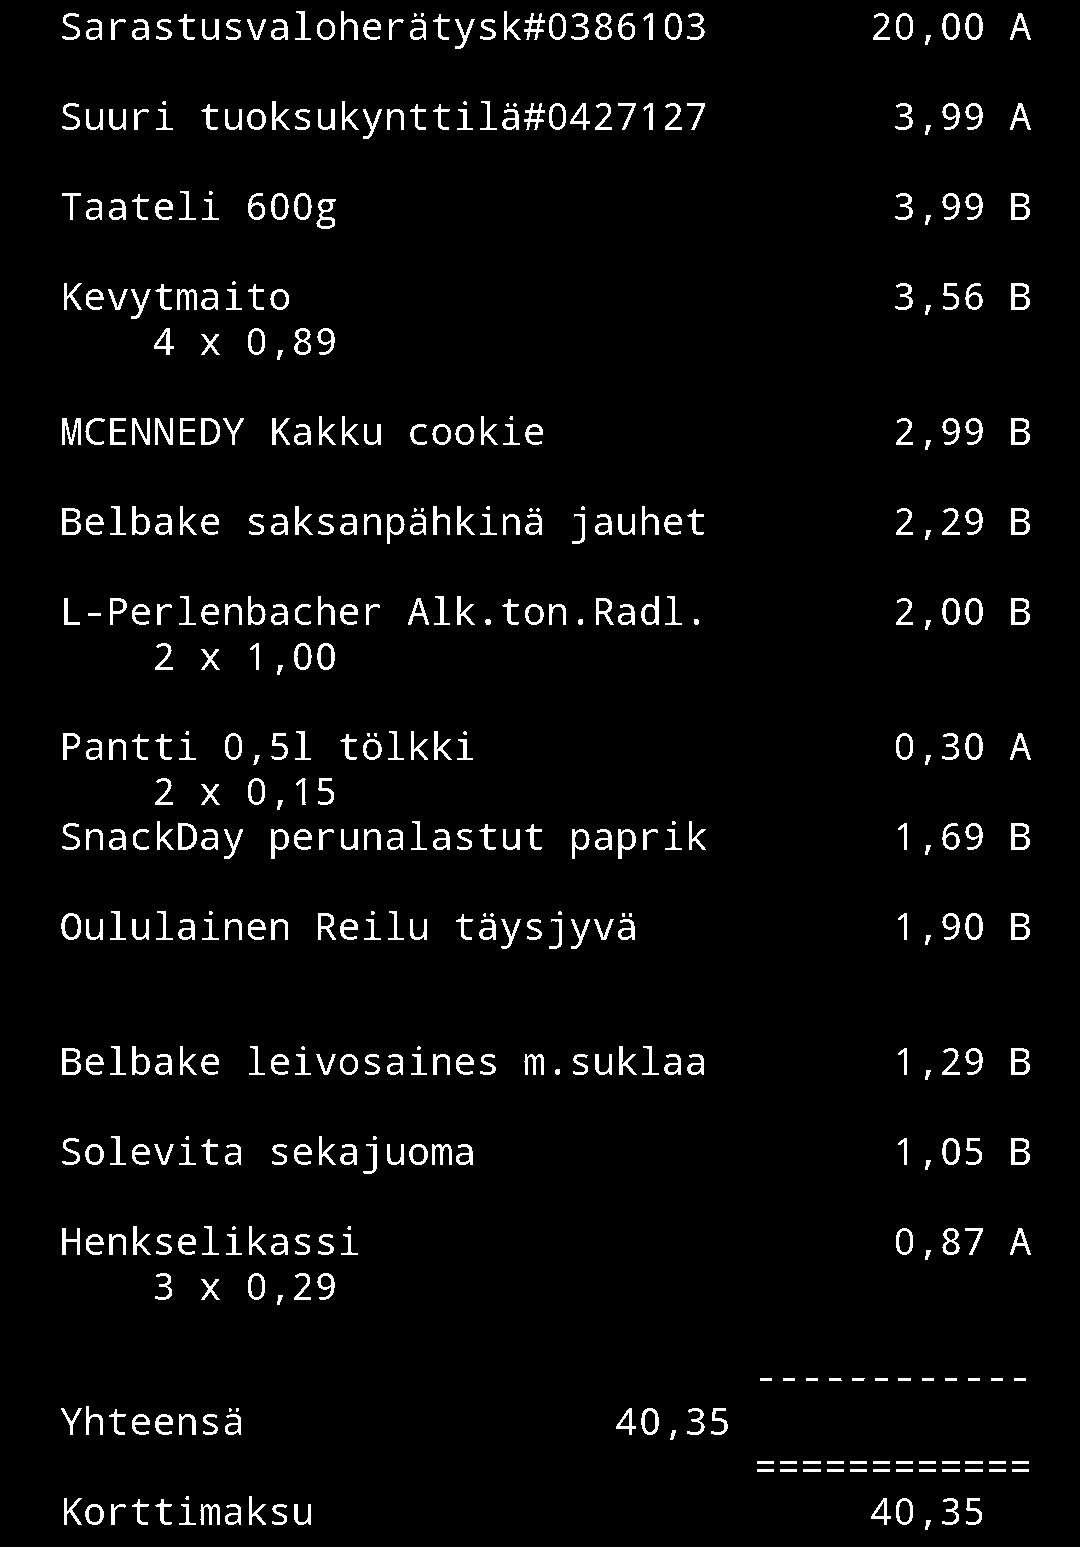 Sarastusvaloherätysk#0386103 20,00 A
Suuri tuoksukynttilä#0427127 3,99 A
Taateli 600g 3,99 B
Kevytmaito 3,56 B
4 x 0,89
MCENNEDY Kakku cookie 2,99 B
Belbake saksanpähkinä jauhet 2,29 B
L-Perlenbacher Alk.ton.Radl. 2,00 B
2 x 1,00
Pantti 0,5l tölkki 0,30 A
2 x 0,15
SnackDay perunalastut paprik 1,69 B
Oululainen Reilu täysjyvä 1,90 B
Belbake leivosaines m.suklaa 1,29 B
Solevita sekajuoma 1,05 B
Henkselikassi 0,87 A
3 x 0,29
------------
Yhteensä 40,35
============
Korttimaksu 40,35